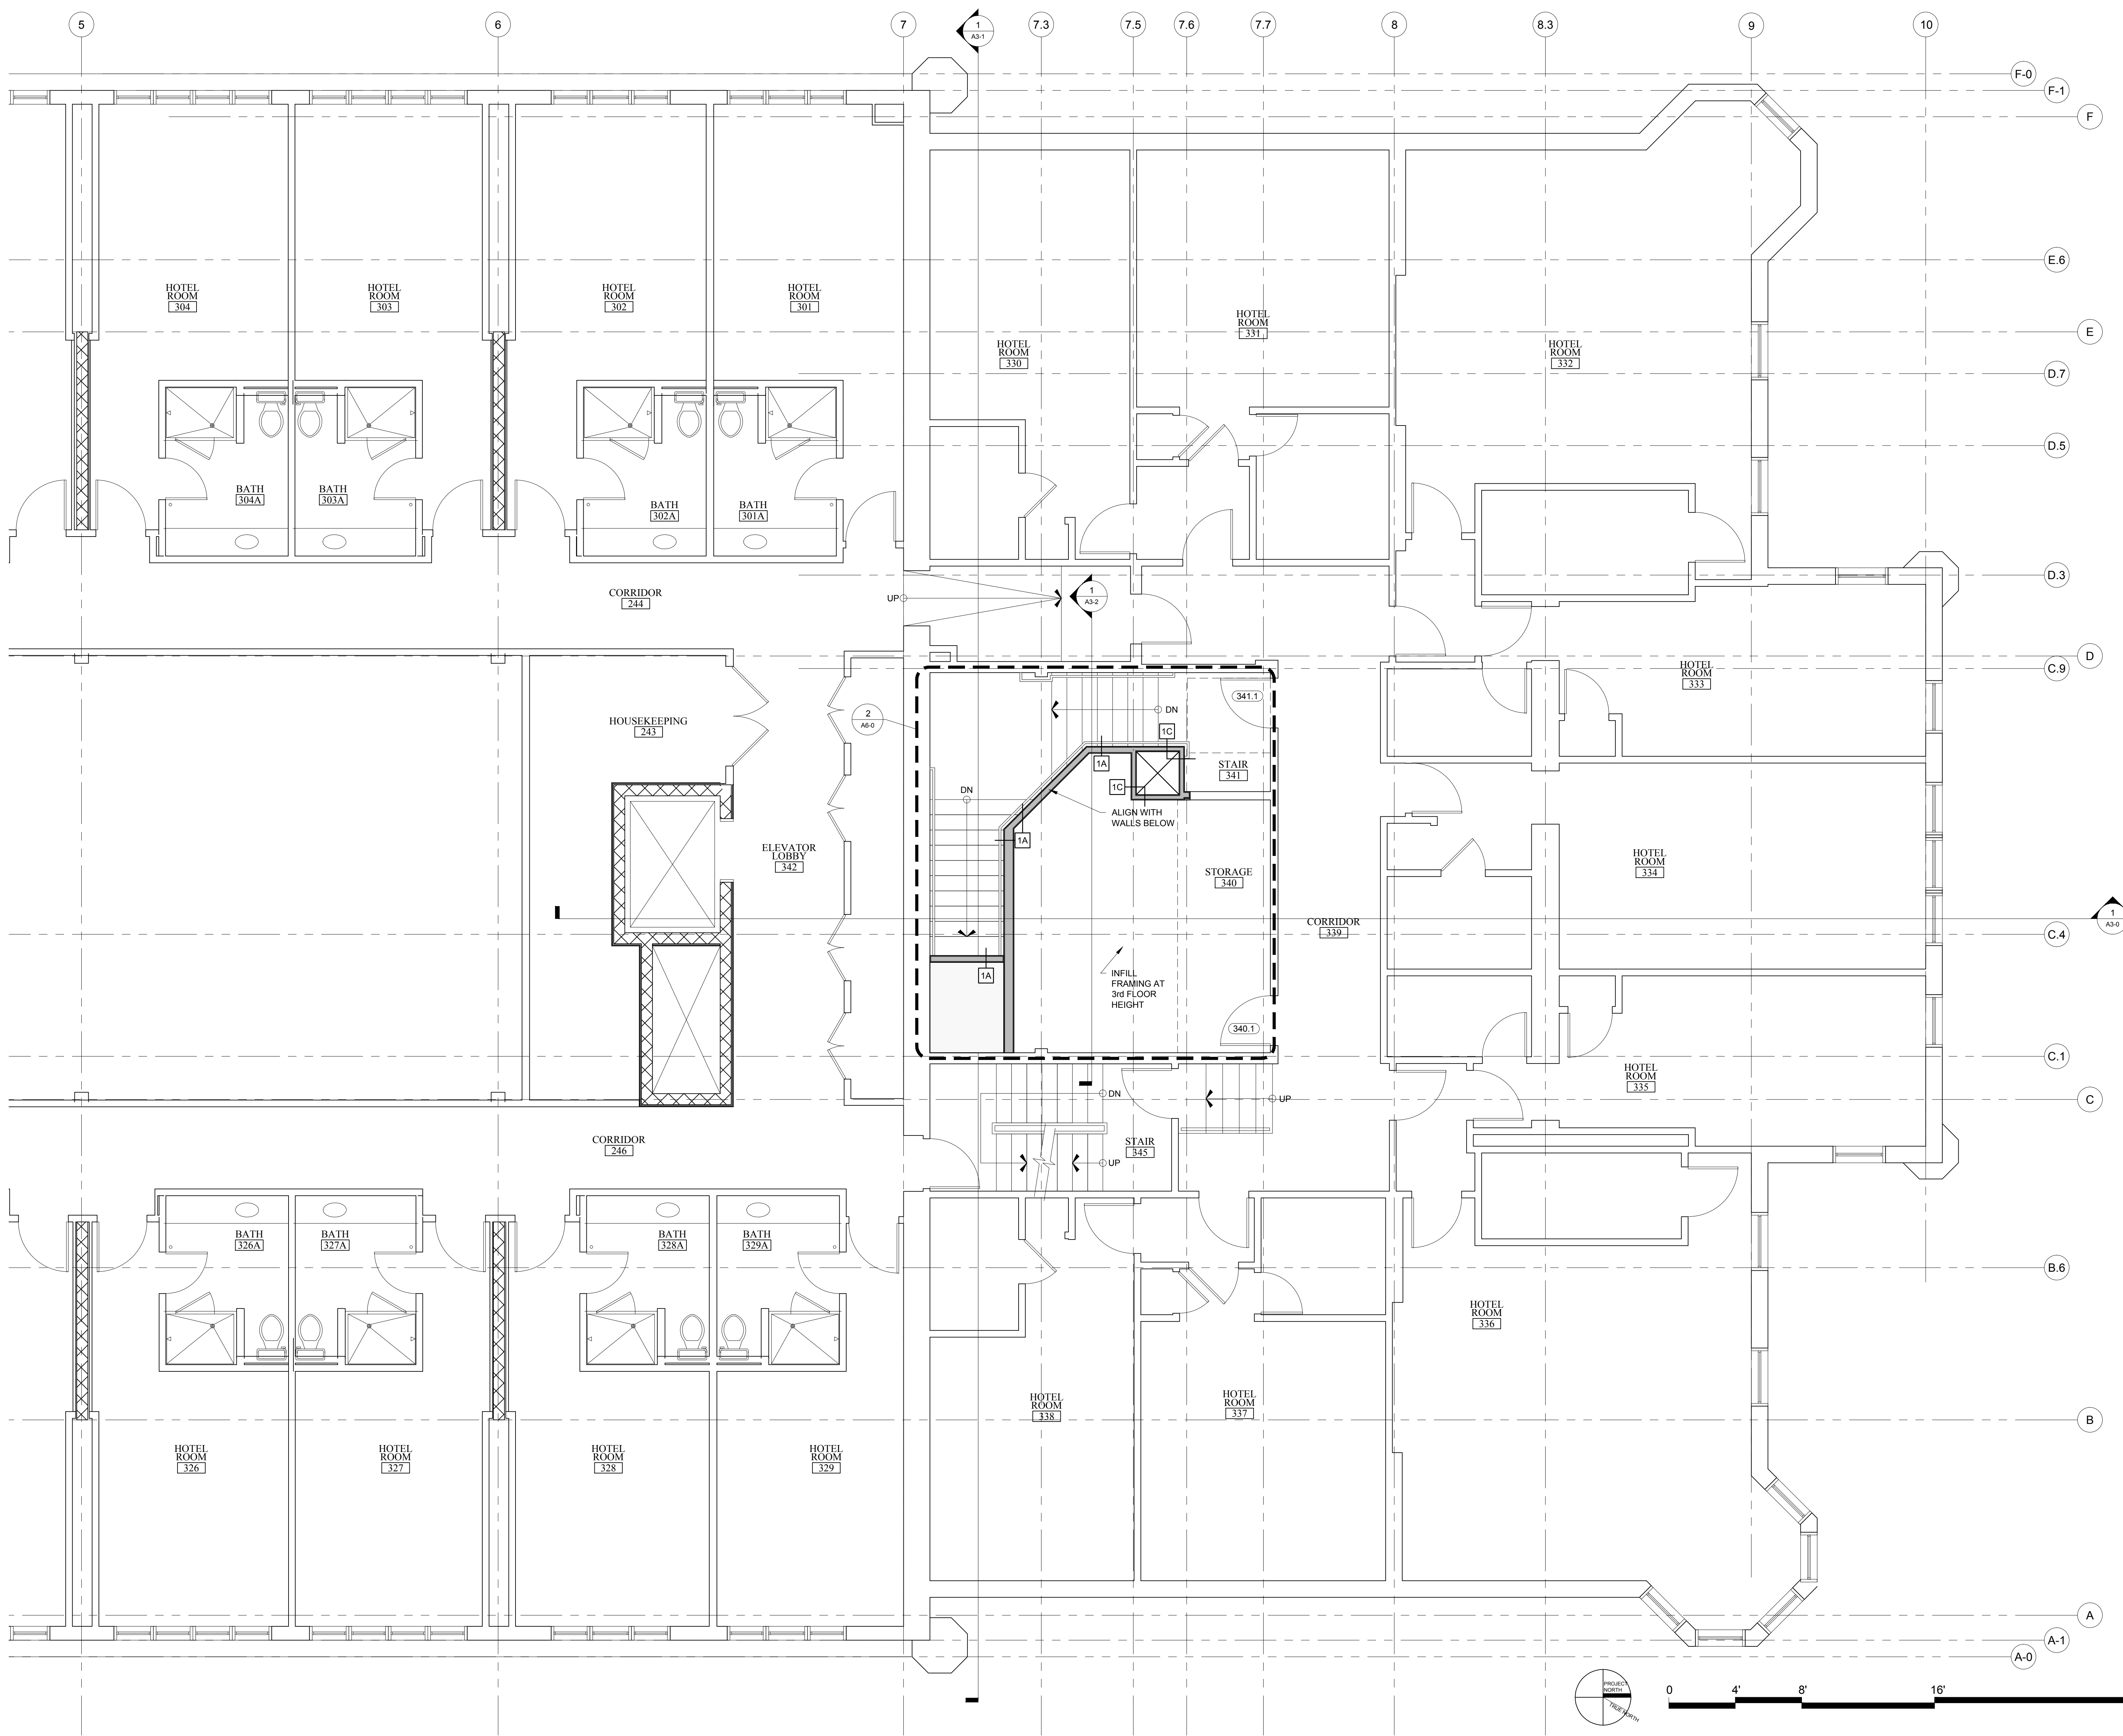 5
6
7
1
A3-1
7.3
7.5
7.6
7.7
8
8.3
9
10
F-0
F-1
F
E.6
E
D.7
D.5
D.3
D
C.9
C.4
C.1
C
B.6
B
A
A-1
A-0
HOTEL
ROOM
304
HOTEL
ROOM
303
HOTEL
ROOM
302
HOTEL
ROOM
301
HOTEL
ROOM
330
HOTEL
ROOM
331
HOTEL
ROOM
332
BATH
304A
BATH
303A
BATH
302A
BATH
301A
CORRIDOR
244
UP
1
A3-2
HOUSEKEEPING
243
2
A6-0
DN
341.1
1C
1A
STAIR
341
1C
DN
ALIGN WITH
WALLS BELOW
1A
ELEVATOR
LOBBY
342
STORAGE
340
CORRIDOR
339
1A
INFILL
FRAMING AT
3rd FLOOR
HEIGHT
340.1
HOTEL
ROOM
333
HOTEL
ROOM
334
1
A3-0
HOTEL
ROOM
335
DN
UP
STAIR
345
UP
CORRIDOR
246
BATH
326A
BATH
327A
BATH
328A
BATH
329A
HOTEL
ROOM
336
HOTEL
ROOM
338
HOTEL
ROOM
337
HOTEL
ROOM
326
HOTEL
ROOM
327
HOTEL
ROOM
328
HOTEL
ROOM
329
PROJECT
NORTH
TRUE NORTH
0
4'
8'
16'